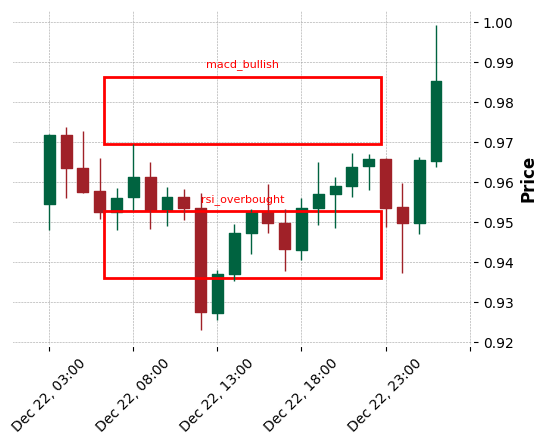 macd_bullish
rsi_overbought
1.00
0.99
0.98
0.97
0.96
0.95
0.94
0.93
0.92
Price
Dec 22, 03:00
Dec 22, 08:00
Dec 22, 13:00
Dec 22, 18:00
Dec 22, 23:00